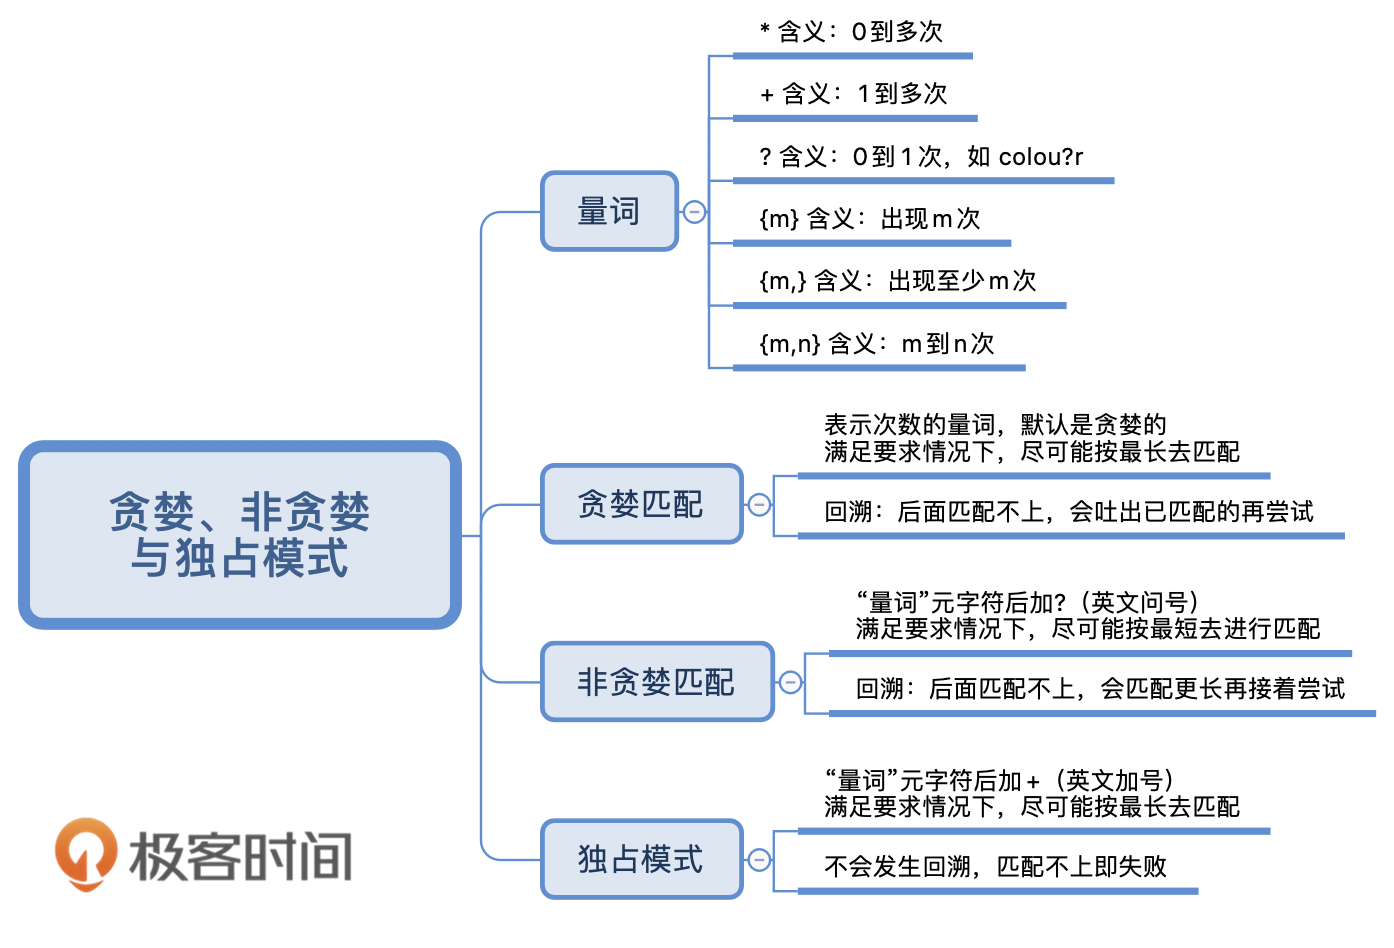 * 含义：0到多次
+ 含义：1到多次
? 含义：0到1次，如 colou?r
量词
{m} 含义：出现m次
{m,} 含义：出现至少m次
{m,n} 含义：m到n次
表示次数的量词，默认是贪婪的
满足要求情况下，尽可能按最长去匹配
贪婪匹配
回溯：后面匹配不上，会吐出已匹配的再尝试
贪婪、非贪婪
与独占模式
“量词”元字符后加?（英文问号）
满足要求情况下，尽可能按最短去进行匹配
非贪婪匹配
回溯：后面匹配不上，会匹配更长再接着尝试
“量词”元字符后加+（英文加号）
满足要求情况下，尽可能按最长去匹配
独占模式
不会发生回溯，匹配不上即失败
极客时间